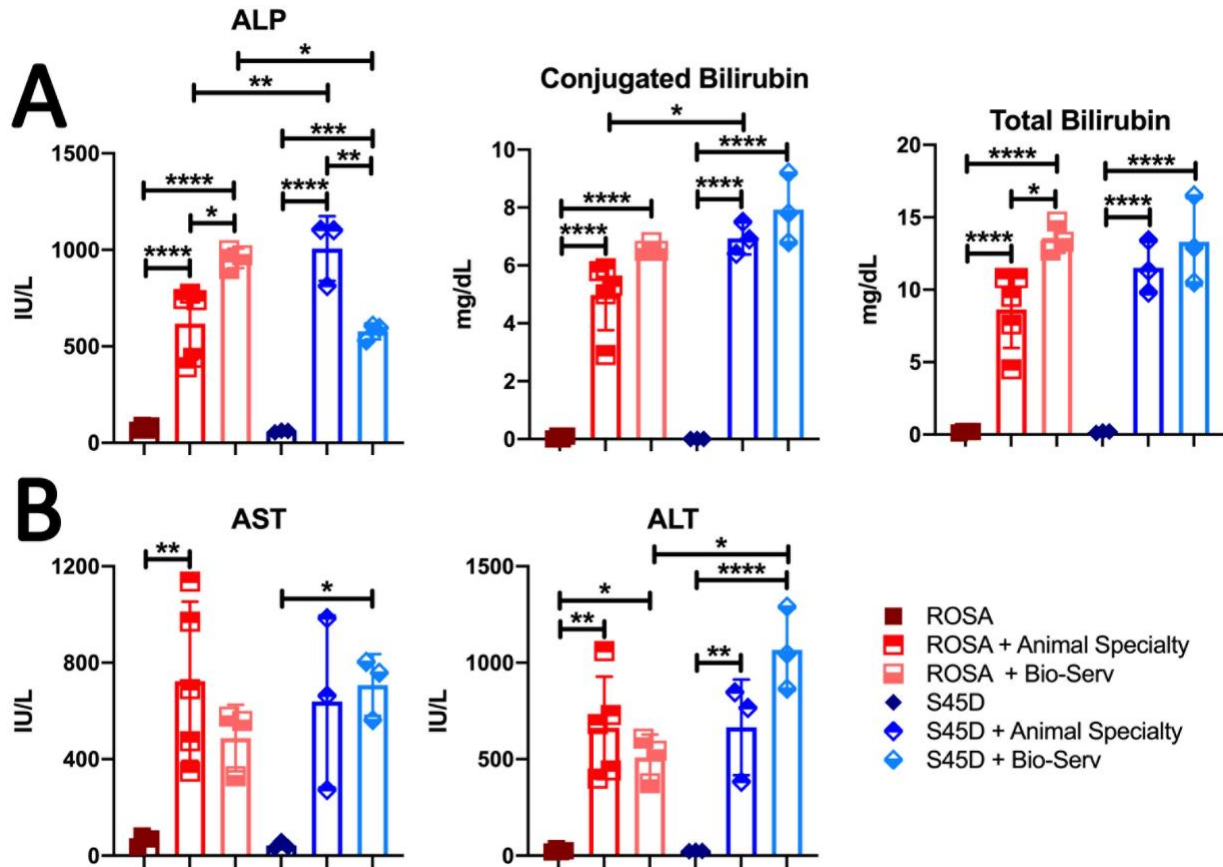 A
ALP
*
**
***
**
****
****
*
****
1500
1000
500
0
IU/L
Conjugated Bilirubin
*
****
****
****
****
10
8
6
4
2
0
mg/dL
Total Bilirubin
****
****
*
****
****
20
15
10
5
0
mg/dL
B
AST
**
*
1200
800
400
0
IU/L
ALT
*
****
*
**
**
1500
1000
500
0
IU/L
ROSA
ROSA + Animal Specialty
ROSA + Bio-Serv
S45D
S45D + Animal Specialty
S45D + Bio-Serv